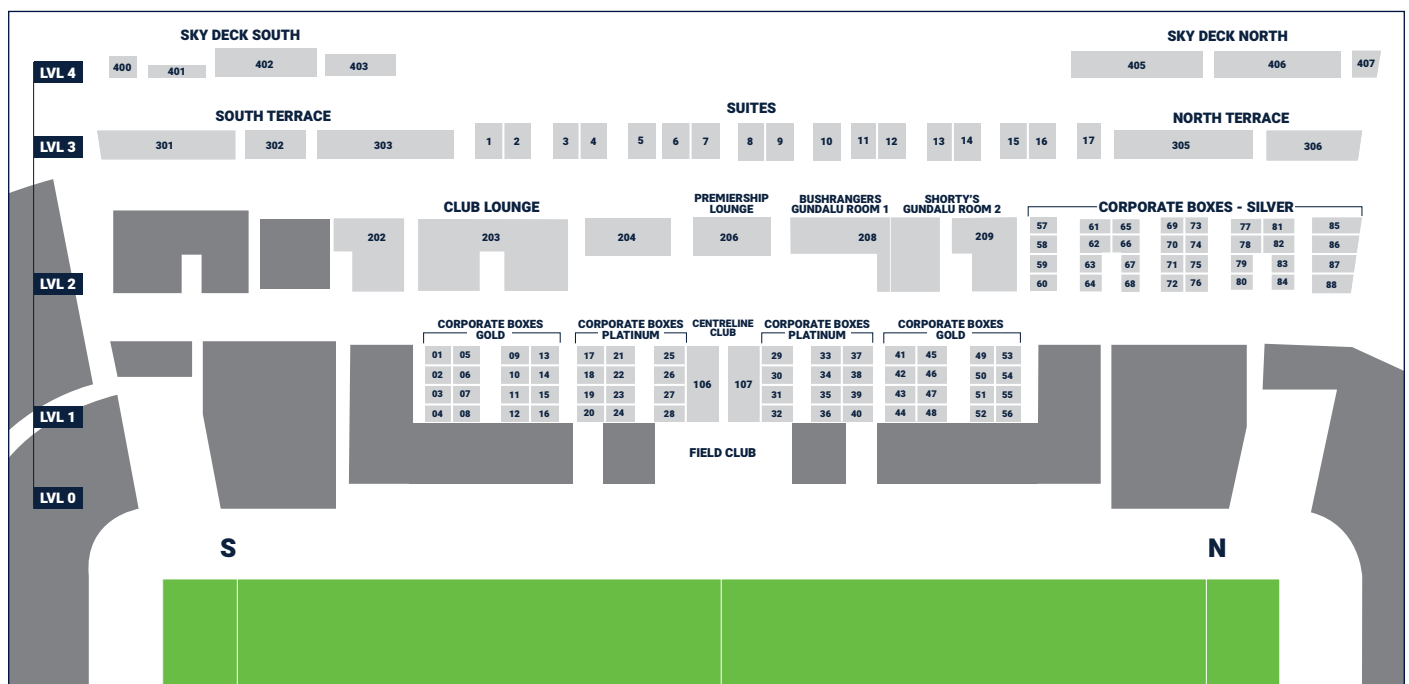 SKY DECK SOUTH
SKY DECK NORTH
LVL 4
400
401
402
403
405
406
407
SOUTH TERRACE
SUITES
NORTH TERRACE
LVL 3
301
302
303
1 2 3 4 5 6 7 8 9 10 11 12 13 14 15 16 17
305
306
CLUB LOUNGE
PREMIERSHIP
LOUNGE
BUSHRANGERS
GUNDALU ROOM 1
SHORTY'S
GUNDALU ROOM 2
CORPORATE BOXES - SILVER
LVL 2
202
203
204
206
208
209
57 61 65 69 73 77 81 85
58 62 66 70 74 78 82 86
59 63 67 71 75 79 83 87
60 64 68 72 76 80 84 88
CORPORATE BOXES
GOLD
CORPORATE BOXES
PLATINUM
CENTRELINE
CLUB
CORPORATE BOXES
PLATINUM
CORPORATE BOXES
GOLD
LVL 1
01 05 09 13 17 21 25
02 06 10 14 18 22 26
03 07 11 15 19 23 27
04 08 12 16 20 24 28
106
107
29 33 37 41 45 49 53
30 34 38 42 46 50 54
31 35 39 43 47 51 55
32 36 40 44 48 52 56
FIELD CLUB
LVL 0
S
N